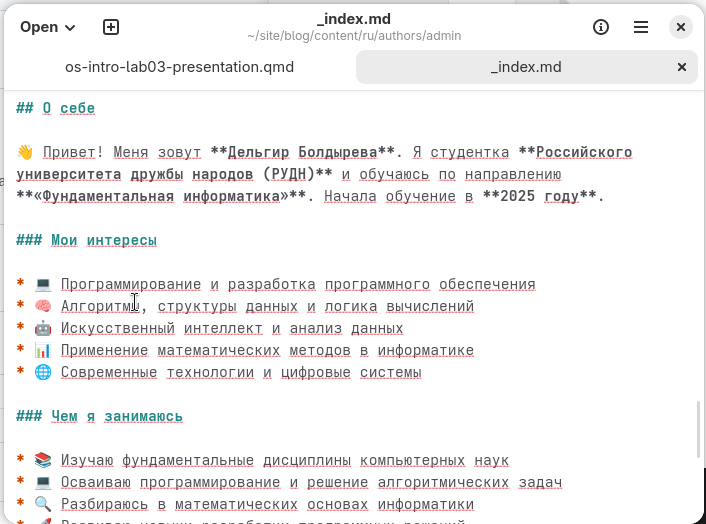 Open
_index.md
~/site/blog/content/ru/authors/admin
os-intro-lab03-presentation.qmd
_index.md
## О себе
👋 Привет! Меня зовут **Дельгир Болдырева**. Я студентка **Российского
университета дружбы народов (РУДН)** и обучаюсь по направлению
**«Фундаментальная информатика»**. Начала обучение в **2025 году**.
### Мои интересы
* 💻 Программирование и разработка программного обеспечения
* 🧠 Алгоритмы, структуры данных и логика вычислений
* 🤖 Искусственный интеллект и анализ данных
* 📊 Применение математических методов в информатике
* 🌐 Современные технологии и цифровые системы
### Чем я занимаюсь
* 📚 Изучаю фундаментальные дисциплины компьютерных наук
* 💻 Осваиваю программирование и решение алгоритмических задач
* 🔍 Разбираюсь в математических основах информатики